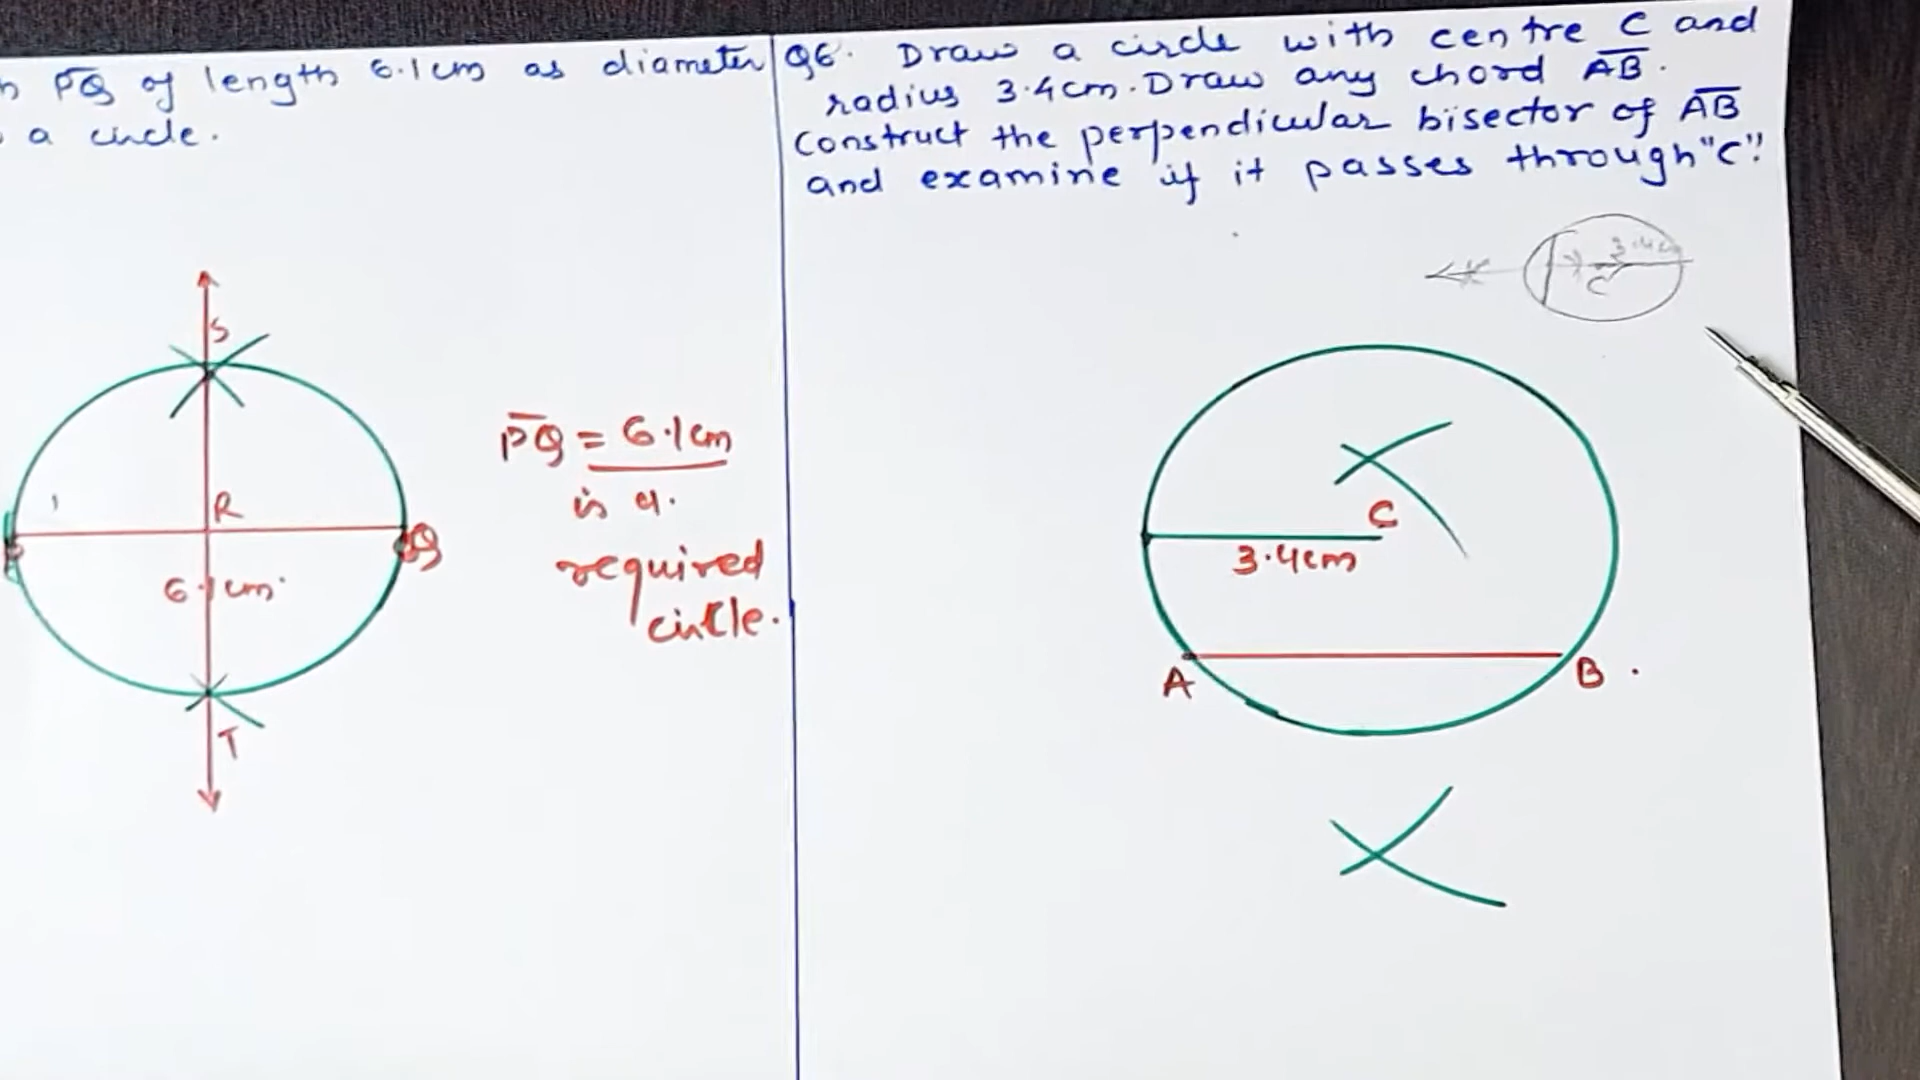 PQ of length 6.1cm as diameter
a circle.
S
R
Q
6.1cm
T
PQ = 6.1cm
is a.
required
circle.
Q6. Draw a circle with centre C and
radius 3.4cm. Draw any chord AB.
Construct the perpendicular bisector of AB
and examine if it passes through "C".
3.4cm
C
C
3.4cm
A
B.